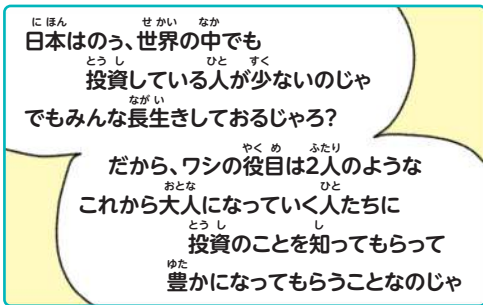 日本はのぅ、世界の中でも
投資している人が少ないのじゃ
でもみんな長生きしておるじゃろ?
だから、ワシの役目は2人のような
これから大人になっていく人たちに
投資のことを知ってもらって
豊かになってもらうことなのじゃ